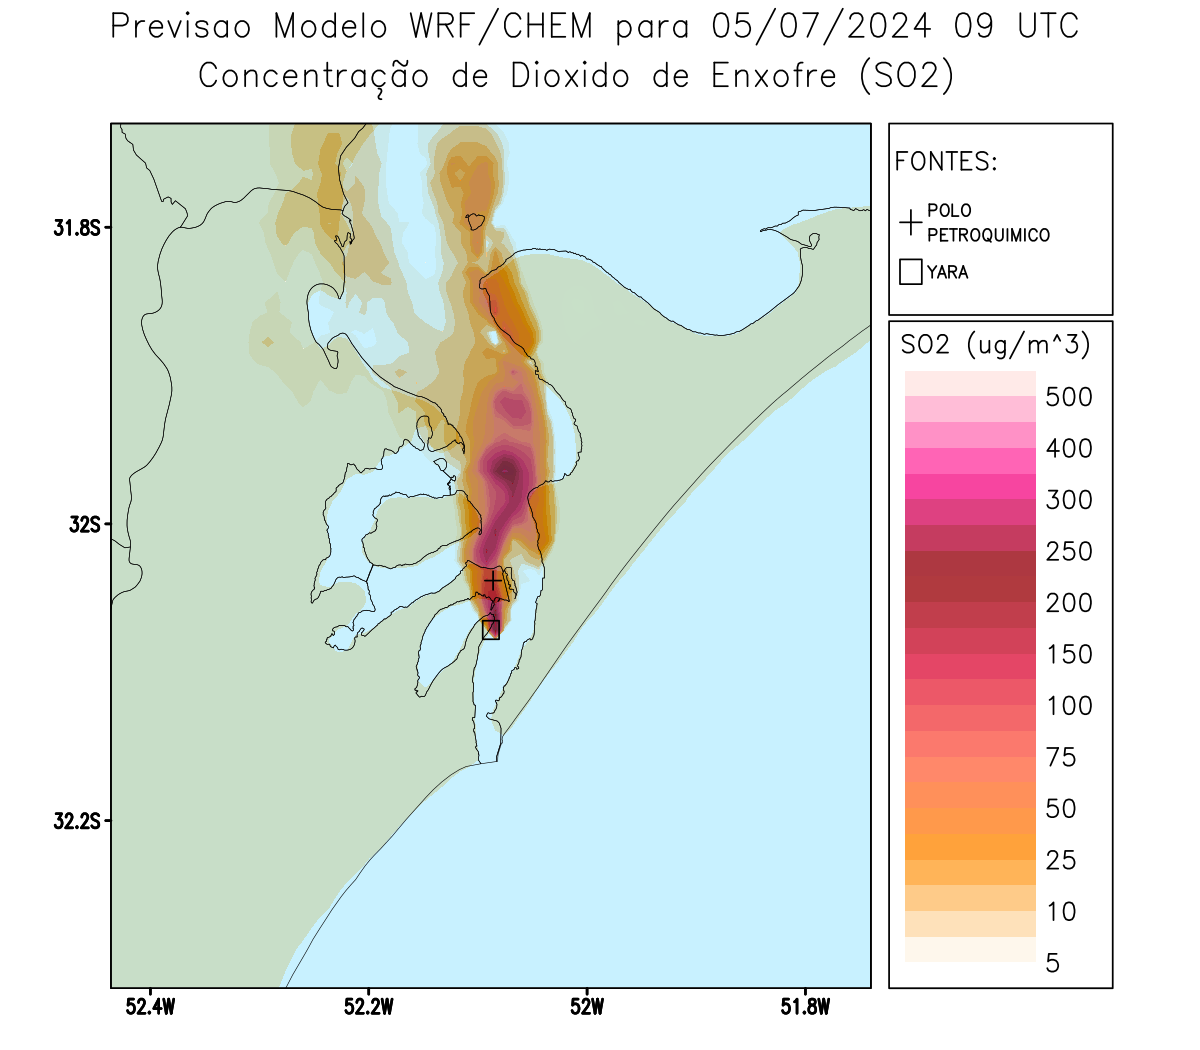 Previsao Modelo WRF/CHEM para 05/07/2024 09 UTC
Concentração de Dioxido de Enxofre (SO2)
FONTES:
POLO
PETROQUIMICO
YARA
SO2 (ug/m^3)
500
400
300
250
200
150
100
75
50
25
10
5
31.8S
32S
32.2S
52.4W
52.2W
52W
51.8W